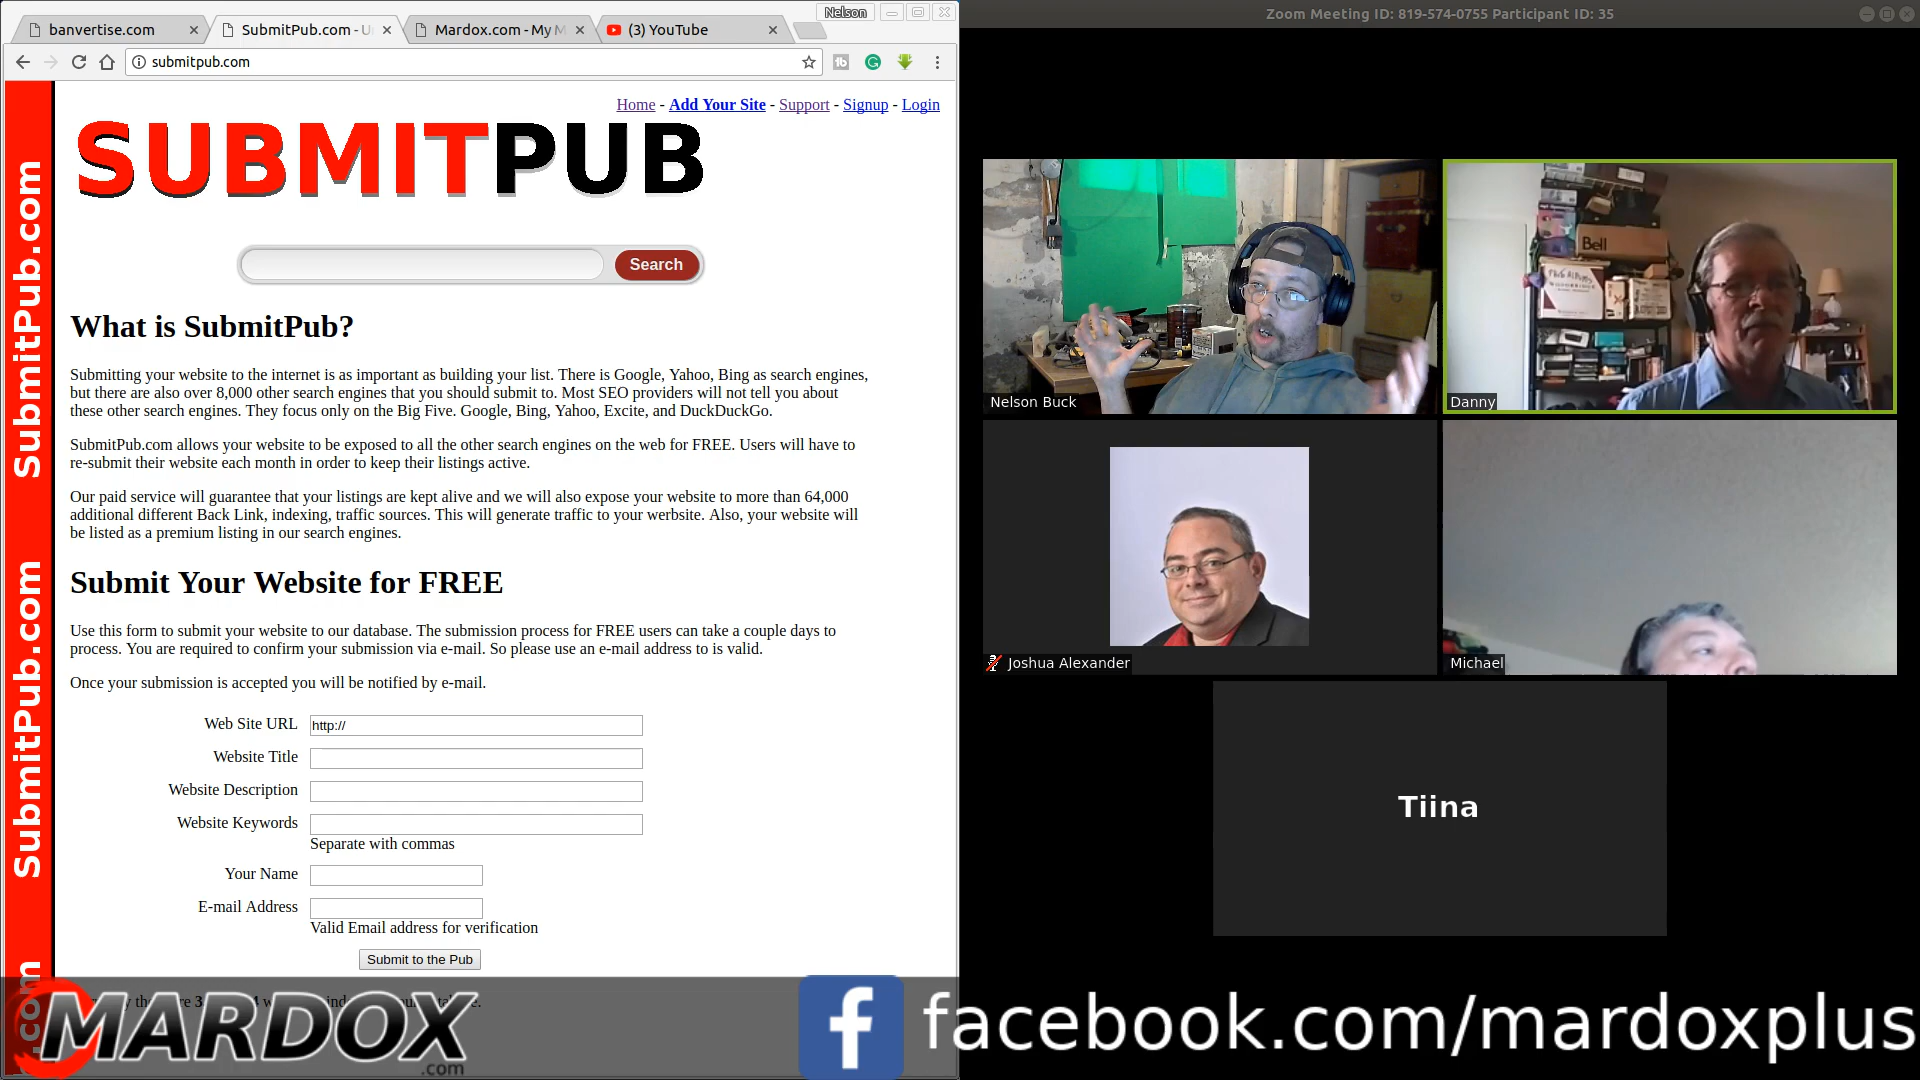 Nelson
banvertise.com
SubmitPub.com - U
Mardox.com - My M
(3) YouTube
submitpub.com
Home - Add Your Site - Support - Signup - Login
SUBMITPUB
Search
What is SubmitPub?
Submitting your website to the internet is as important as building your list. There is Google, Yahoo, Bing as search engines,
but there are also over 8,000 other search engines that you should submit to. Most SEO providers will not tell you about
these other search engines. They focus only on the Big Five. Google, Bing, Yahoo, Excite, and DuckDuckGo.
SubmitPub.com allows your website to be exposed to all the other search engines on the web for FREE. Users will have to
re-submit their website each month in order to keep their listings active.
Our paid service will guarantee that your listings are kept alive and we will also expose your website to more than 64,000
additional different Back Link, indexing, traffic sources. This will generate traffic to your werbsite. Also, your website will
be listed as a premium listing in our search engines.
Submit Your Website for FREE
Use this form to submit your website to our database. The submission process for FREE users can take a couple days to
process. You are required to confirm your submission via e-mail. So please use an e-mail address to is valid.
Once your submission is accepted you will be notified by e-mail.
Web Site URL http://
Website Title
Website Description
Website Keywords
Separate with commas
Your Name
E-mail Address
Valid Email address for verification
Submit to the Pub
SubmitPub.com
SubmitPub.com
.com
MARDOX
.com
f
facebook.com/mardoxplus
Zoom Meeting ID: 819-574-0755 Participant ID: 35
Nelson Buck
Bell
Danny
Joshua Alexander
Michael
Tiina